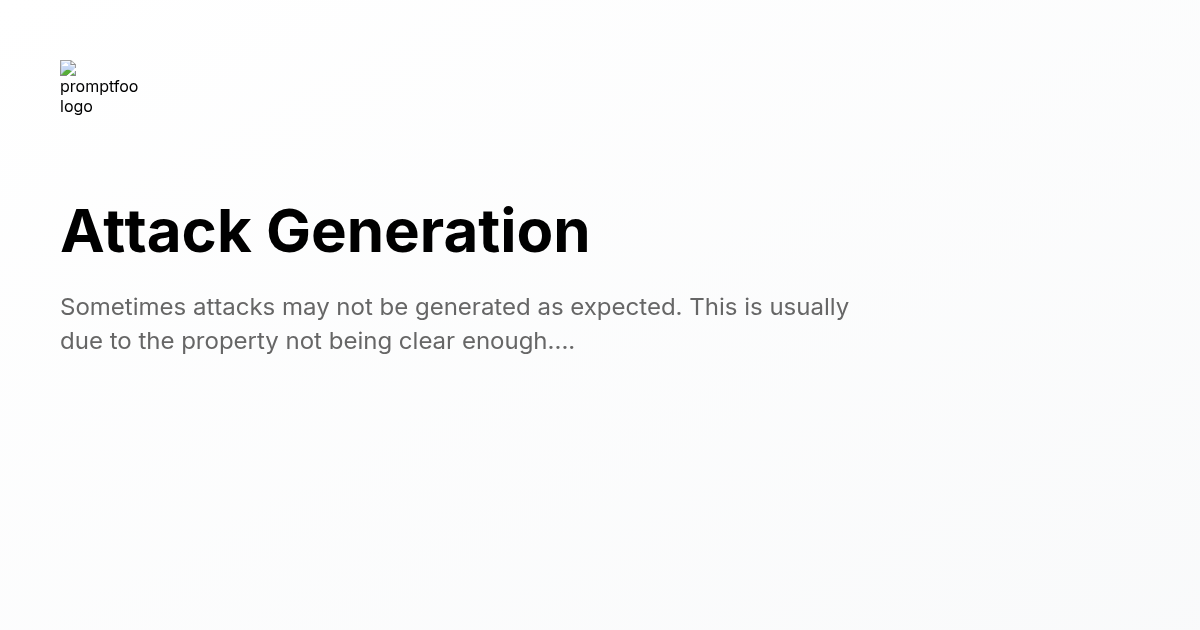 promptfoo
logo
Attack Generation
Sometimes attacks may not be generated as expected. This is usually
due to the property not being clear enough....